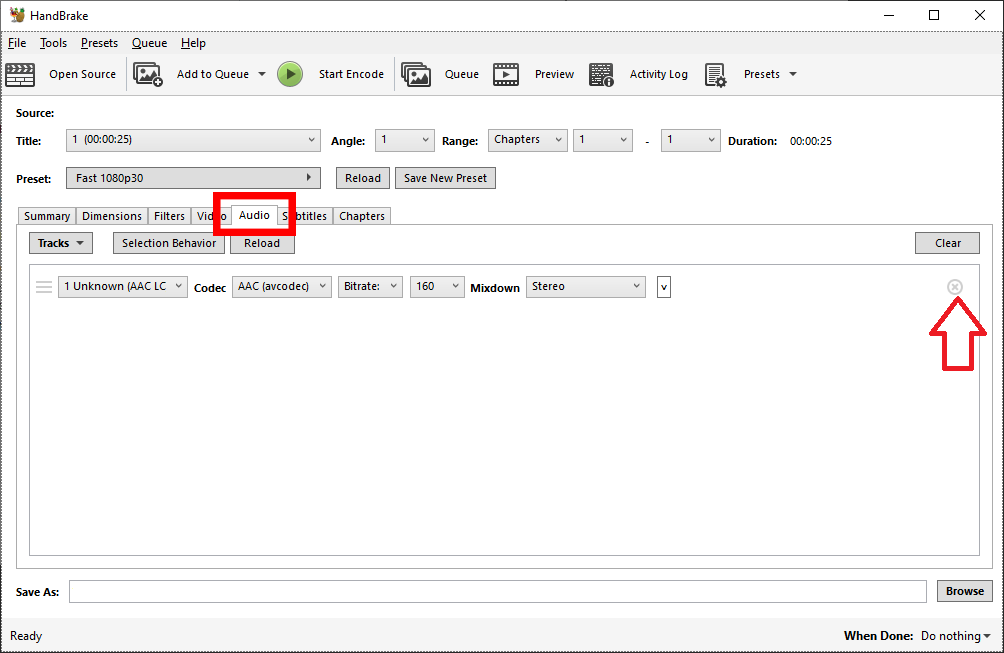 HandBrake
File Tools Presets Queue Help
Open Source Add to Queue Start Encode Queue Preview Activity Log Presets
Source:
Title: 1 (00:00:25) Angle: 1 Range: Chapters 1 - 1 Duration: 00:00:25
Preset: Fast 1080p30 Reload Save New Preset
Summary Dimensions Filters Video Audio Subtitles Chapters
Tracks Selection Behavior Reload Clear
1 Unknown (AAC LC Codec AAC (avcodec) Bitrate: 160 Mixdown Stereo v
Save As: Browse
Ready When Done: Do nothing